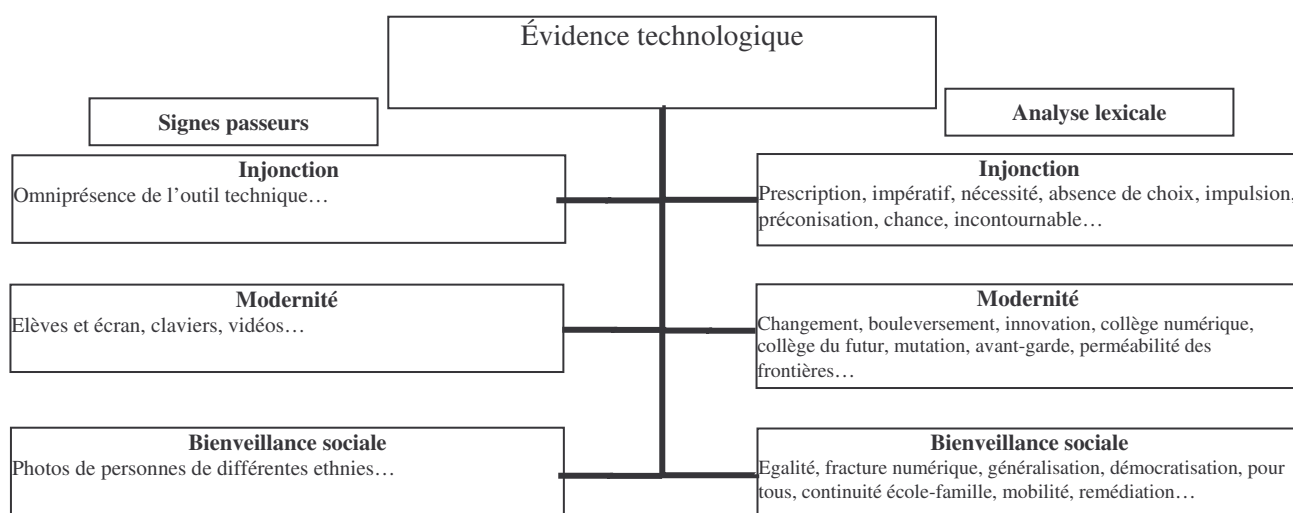 Évidence technologique
Signes passeurs
Analyse lexicale
Injonction
Omniprésence de l'outil technique…
Injonction
Prescription, impératif, nécessité, absence de choix, impulsion,
préconisation, chance, incontournable…
Modernité
Elèves et écran, claviers, vidéos…
Modernité
Changement, bouleversement, innovation, collège numérique,
collège du futur, mutation, avant-garde, perméabilité des
frontières…
Bienveillance sociale
Photos de personnes de différentes ethnies…
Bienveillance sociale
Egalité, fracture numérique, généralisation, démocratisation, pour
tous, continuité école-famille, mobilité, remédiation…